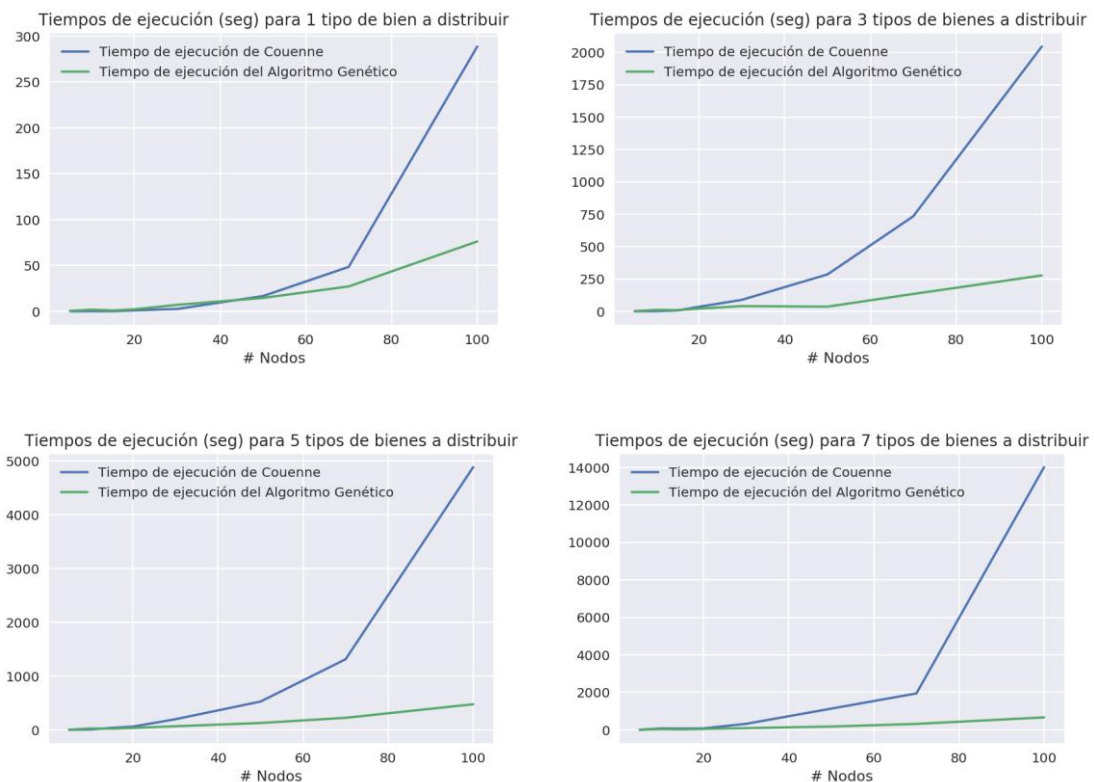 Tiempos de ejecución (seg) para 1 tipo de bien a distribuir
Tiempo de ejecución de Couenne
Tiempo de ejecución del Algoritmo Genético
300
250
200
150
100
50
0
20 40 60 80 100
# Nodos
Tiempos de ejecución (seg) para 3 tipos de bienes a distribuir
Tiempo de ejecución de Couenne
Tiempo de ejecución del Algoritmo Genético
2000
1750
1500
1250
1000
750
500
250
0
20 40 60 80 100
# Nodos
Tiempos de ejecución (seg) para 5 tipos de bienes a distribuir
Tiempo de ejecución de Couenne
Tiempo de ejecución del Algoritmo Genético
5000
4000
3000
2000
1000
0
20 40 60 80 100
# Nodos
Tiempos de ejecución (seg) para 7 tipos de bienes a distribuir
Tiempo de ejecución de Couenne
Tiempo de ejecución del Algoritmo Genético
14000
12000
10000
8000
6000
4000
2000
0
20 40 60 80 100
# Nodos